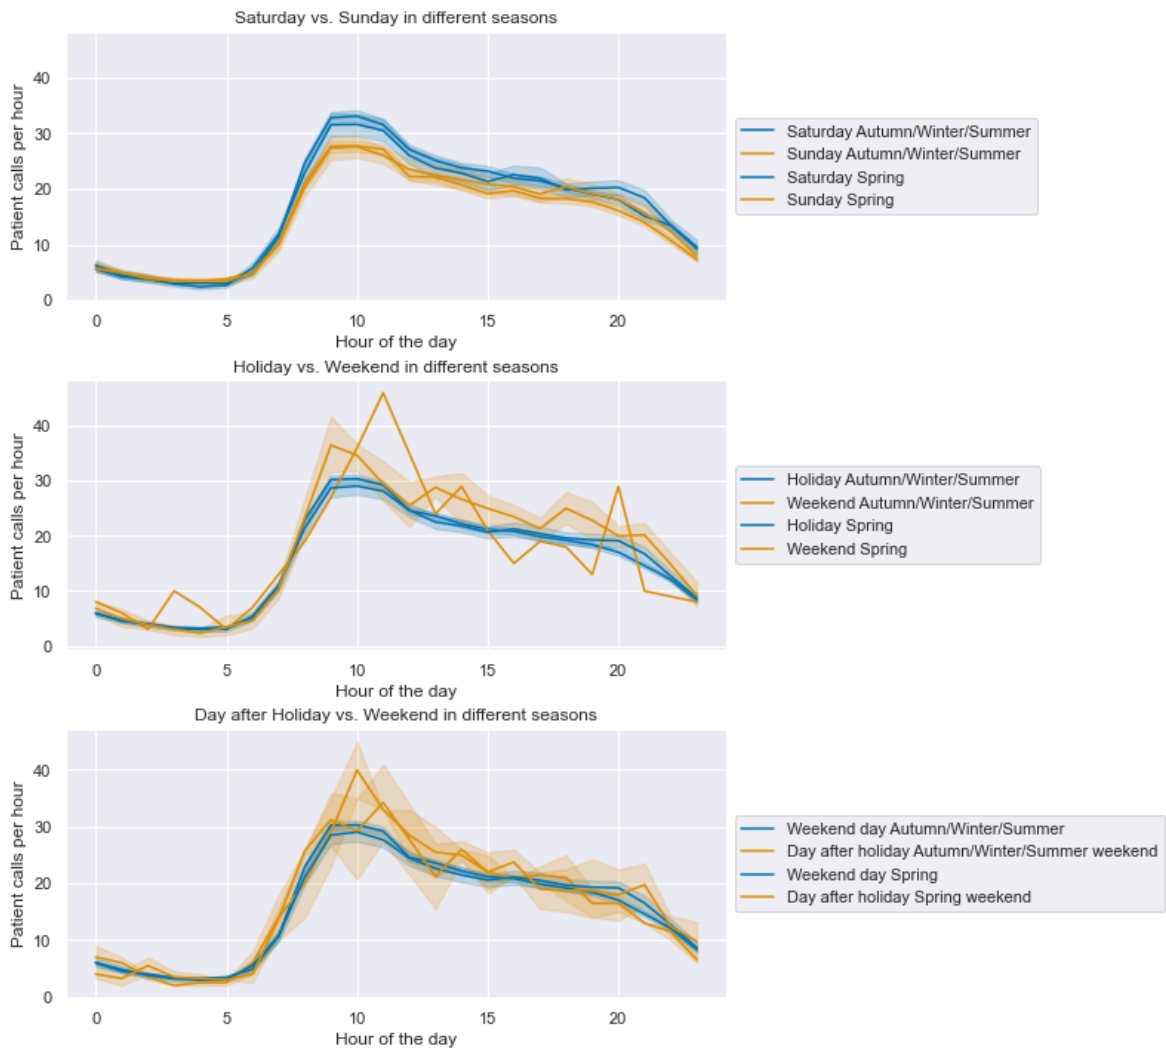 Saturday vs. Sunday in different seasons
Patient calls per hour
40
30
20
10
0
0 5 10 15 20
Hour of the day
Saturday Autumn/Winter/Summer
Sunday Autumn/Winter/Summer
Saturday Spring
Sunday Spring
Holiday vs. Weekend in different seasons
Patient calls per hour
40
30
20
10
0
0 5 10 15 20
Hour of the day
Holiday Autumn/Winter/Summer
Weekend Autumn/Winter/Summer
Holiday Spring
Weekend Spring
Day after Holiday vs. Weekend in different seasons
Patient calls per hour
40
30
20
10
0
0 5 10 15 20
Hour of the day
Weekend day Autumn/Winter/Summer
Day after holiday Autumn/Winter/Summer weekend
Weekend day Spring
Day after holiday Spring weekend